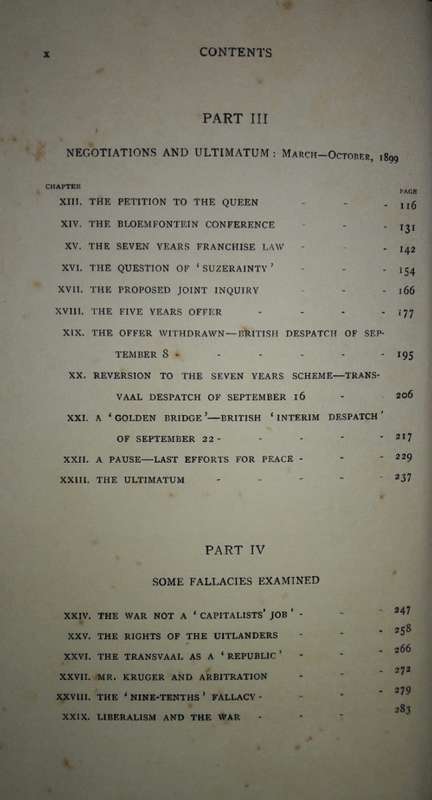 x CONTENTS
PART III
NEGOTIATIONS AND ULTIMATUM: MARCH—OCTOBER, 1899
CHAPTER PAGE
XIII. THE PETITION TO THE QUEEN - - - 116
XIV. THE BLOEMFONTEIN CONFERENCE - - - 131
XV. THE SEVEN YEARS FRANCHISE LAW - - - 142
XVI. THE QUESTION OF ‘SUZERAINTY’ - - - 154
XVII. THE PROPOSED JOINT INQUIRY - - - 166
XVIII. THE FIVE YEARS OFFER - - - - 177
XIX. THE OFFER WITHDRAWN—BRITISH DESPATCH OF SEP-
TEMBER 8 - - - - - - 195
XX. REVERSION TO THE SEVEN YEARS SCHEME—TRANS-
VAAL DESPATCH OF SEPTEMBER 16 - 206
XXI. A ‘GOLDEN BRIDGE’—BRITISH ‘INTERIM DESPATCH’
OF SEPTEMBER 22 - - - - - 217
XXII. A PAUSE—LAST EFFORTS FOR PEACE - - - 229
XXIII. THE ULTIMATUM - - - - - 237
PART IV
SOME FALLACIES EXAMINED
XXIV. THE WAR NOT A ‘CAPITALISTS’ JOB’ - - - 247
XXV. THE RIGHTS OF THE UITLANDERS - - - 258
XXVI. THE TRANSVAAL AS A ‘REPUBLIC’ - - - 266
XXVII. MR. KRUGER AND ARBITRATION - - - 272
XXVIII. THE ‘NINE-TENTHS’ FALLACY - - - - 279
XXIX. LIBERALISM AND THE WAR - - - 283